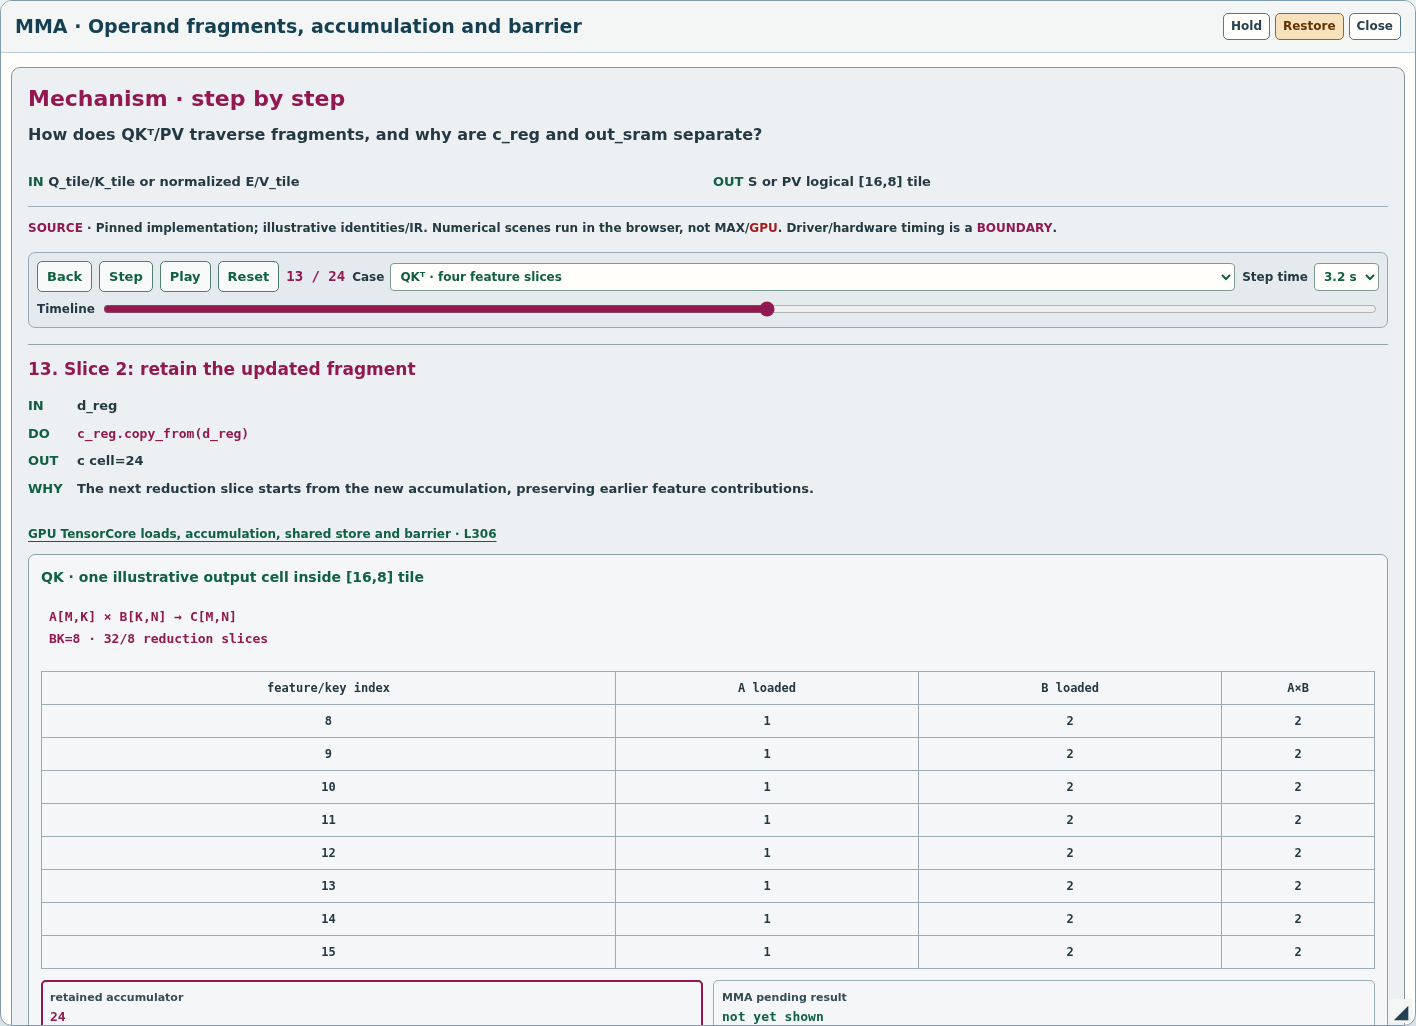 MMA · Operand fragments, accumulation and barrier
Hold Restore Close
Mechanism · step by step
How does QKᵀ/PV traverse fragments, and why are c_reg and out_sram separate?
IN Q_tile/K_tile or normalized E/V_tile
OUT S or PV logical [16,8] tile
SOURCE · Pinned implementation; illustrative identities/IR. Numerical scenes run in the browser, not MAX/GPU. Driver/hardware timing is a BOUNDARY.
Back Step Play Reset 13 / 24 Case QKᵀ · four feature slices Step time 3.2 s
Timeline
13. Slice 2: retain the updated fragment
IN d_reg
DO c_reg.copy_from(d_reg)
OUT c cell=24
WHY The next reduction slice starts from the new accumulation, preserving earlier feature contributions.
GPU TensorCore loads, accumulation, shared store and barrier · L306
QK · one illustrative output cell inside [16,8] tile
A[M,K] × B[K,N] → C[M,N]
BK=8 · 32/8 reduction slices
feature/key index A loaded B loaded A×B
8 1 2 2
9 1 2 2
10 1 2 2
11 1 2 2
12 1 2 2
13 1 2 2
14 1 2 2
15 1 2 2
retained accumulator
24
MMA pending result
not yet shown